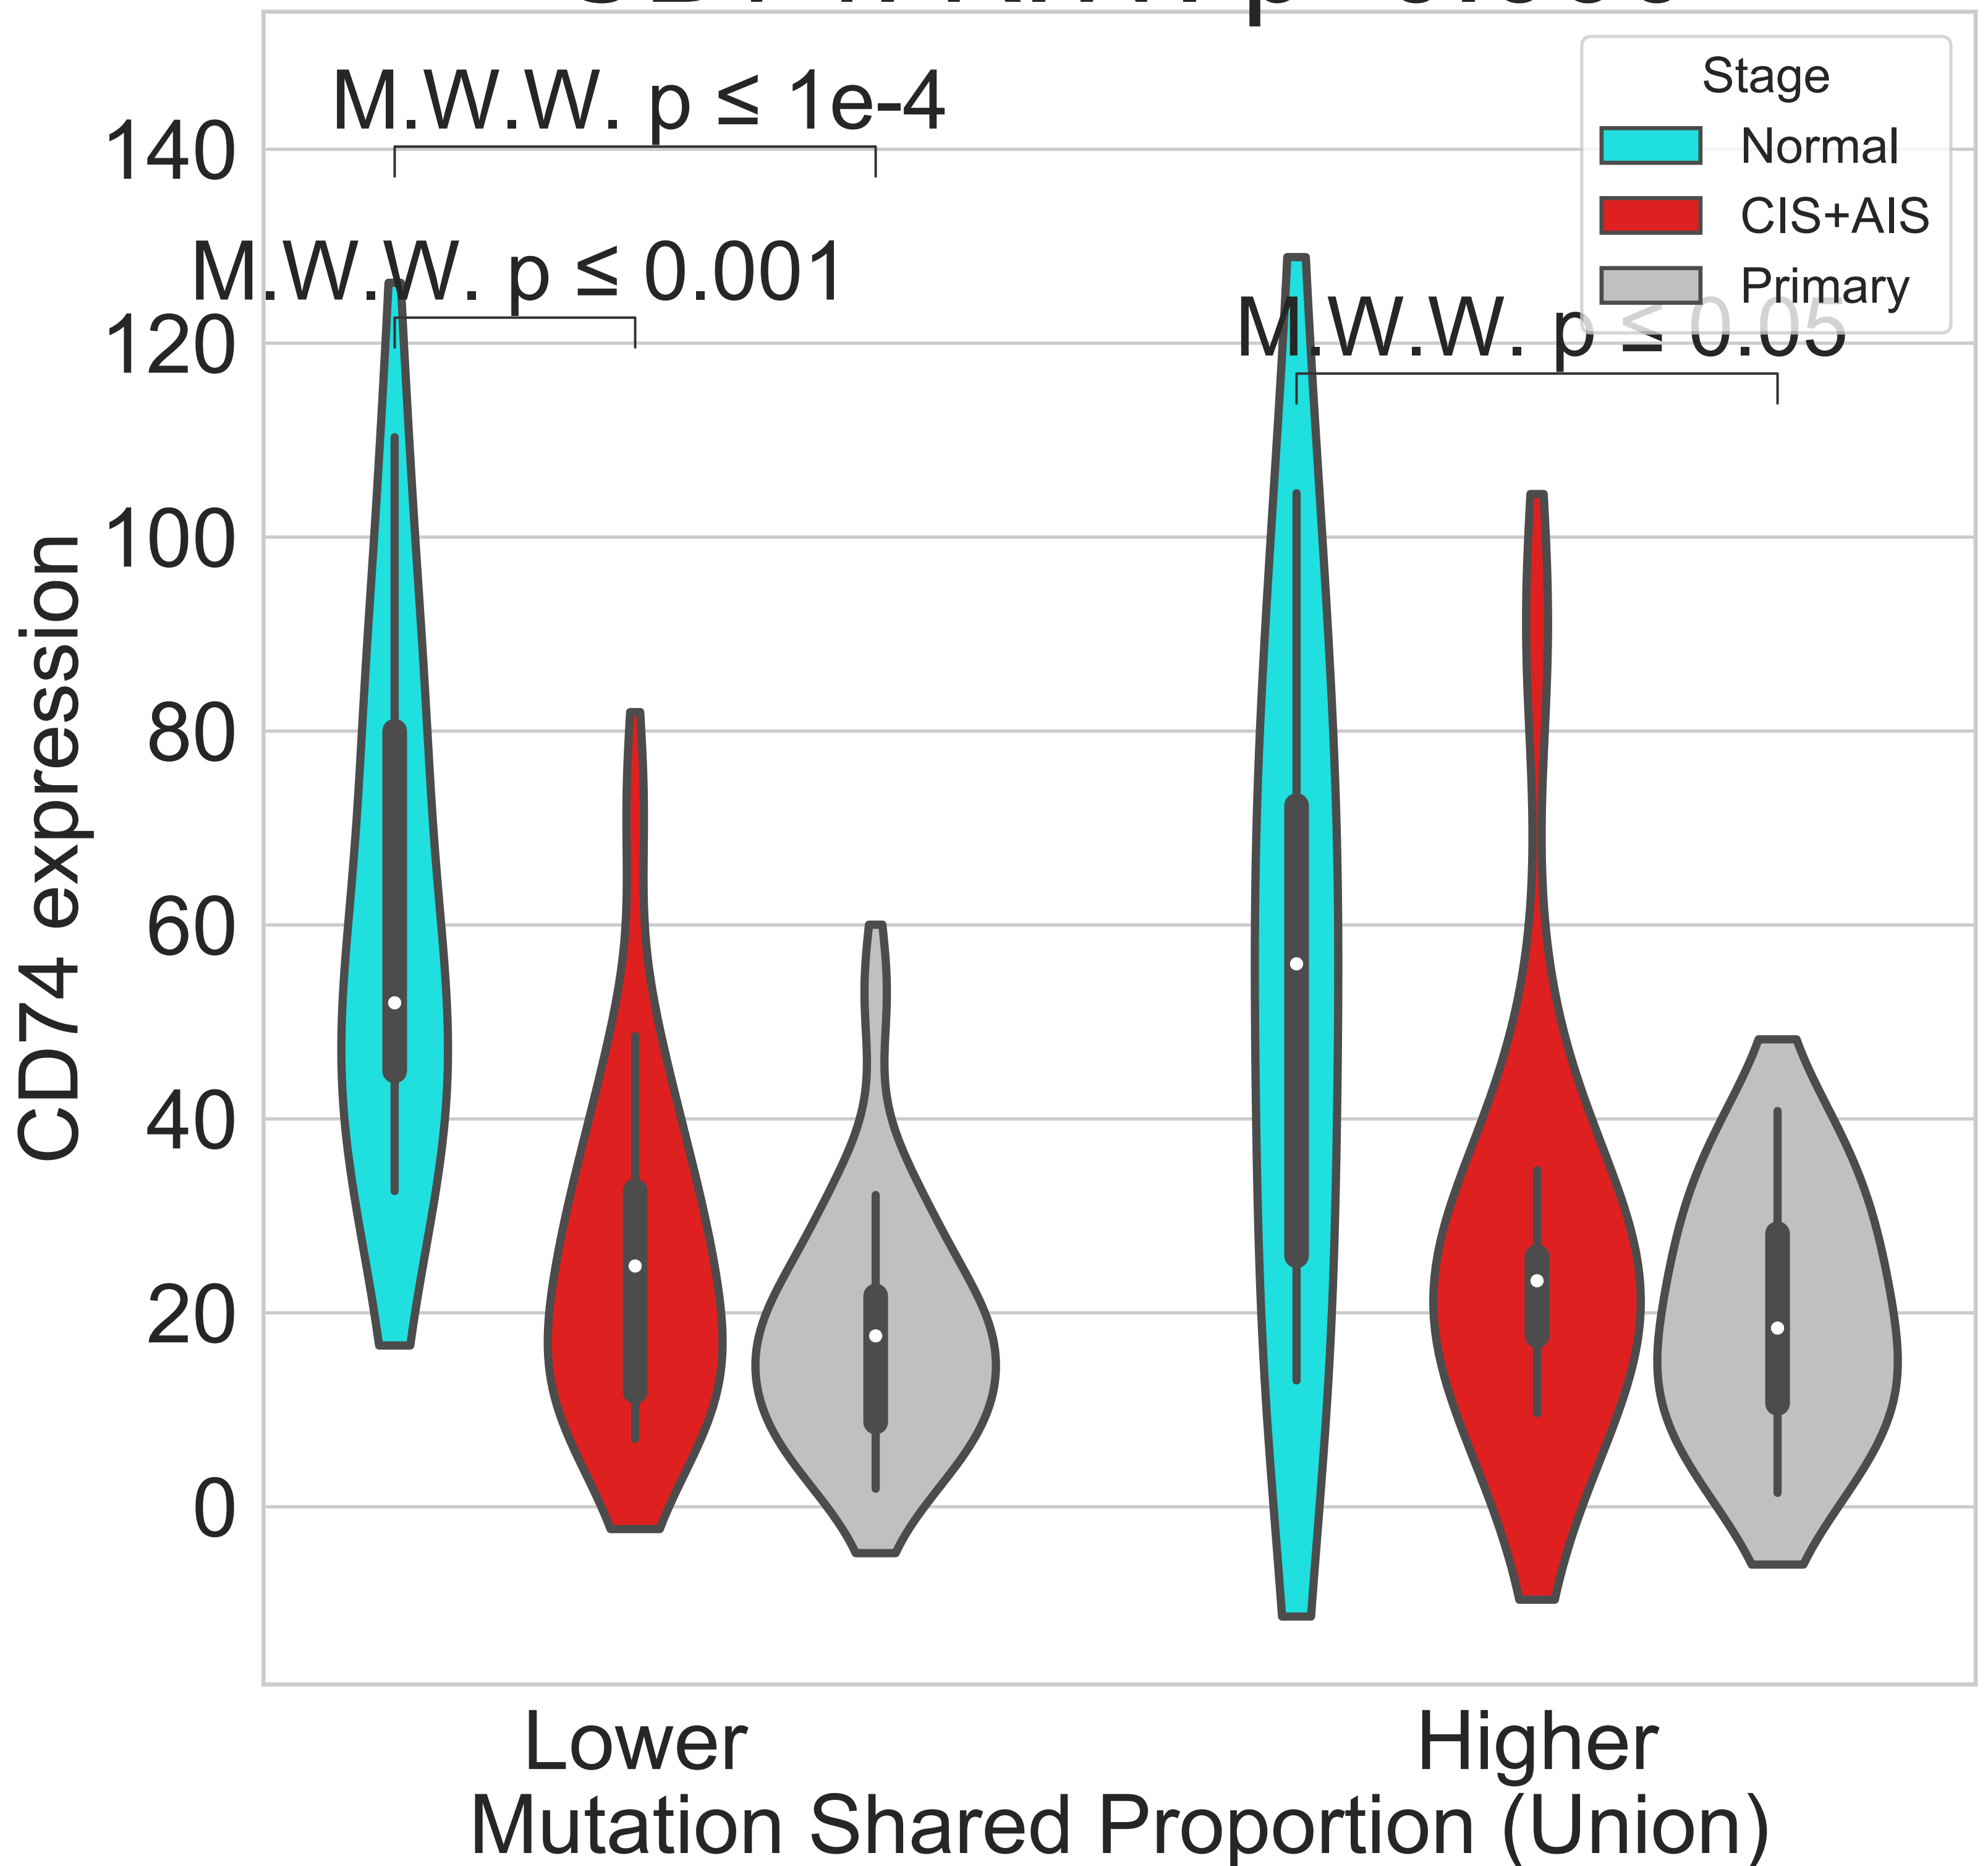 M.W.W. p ≤ 1e-4
M.W.W. p ≤ 0.001
M.W.W. p ≤ 0.05
Stage
Normal
CIS+AIS
Primary
140
120
100
80
60
40
20
0
CD74 expression
Lower
Higher
Mutation Shared Proportion (Union)